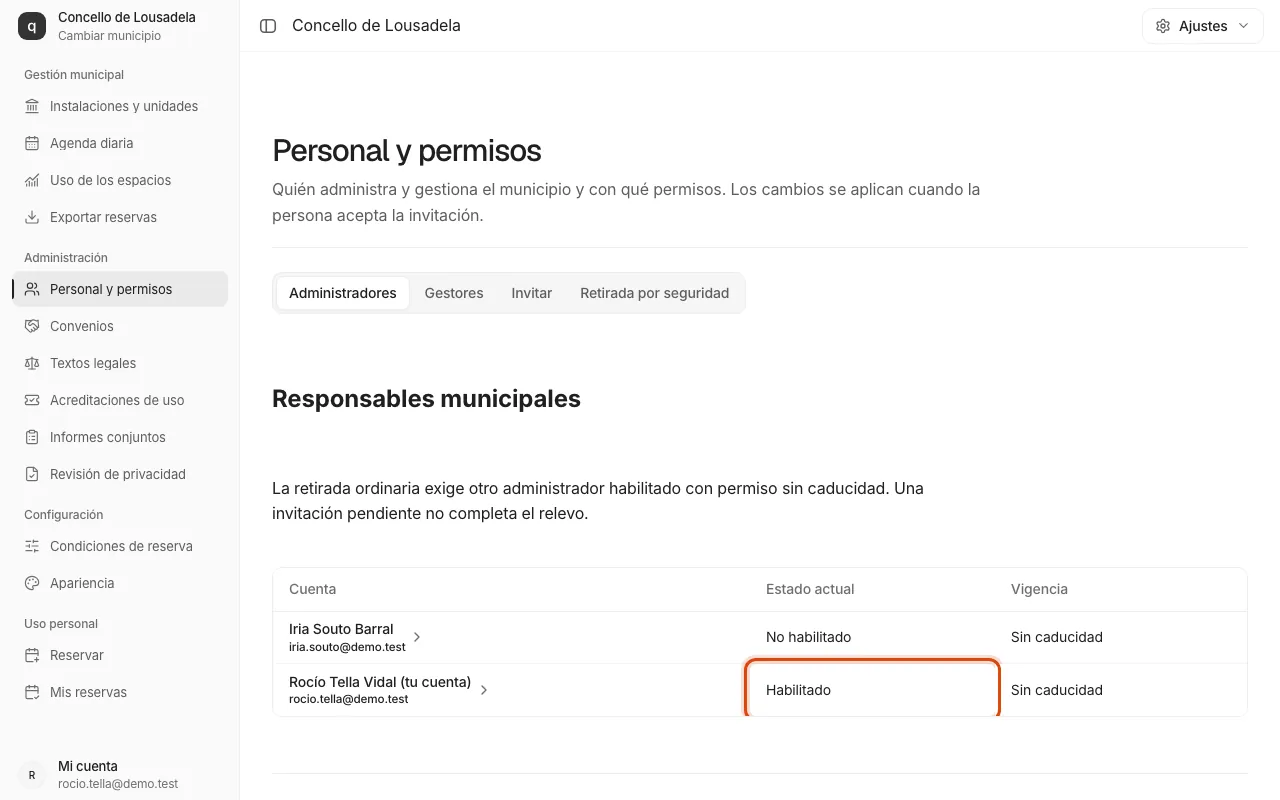 q
Concello de Lousadela
Cambiar municipio
Gestión municipal
Instalaciones y unidades
Agenda diaria
Uso de los espacios
Exportar reservas
Administración
Personal y permisos
Convenios
Textos legales
Acreditaciones de uso
Informes conjuntos
Revisión de privacidad
Configuración
Condiciones de reserva
Apariencia
Uso personal
Reservar
Mis reservas
R
Mi cuenta
rocio.tella@demo.test
Concello de Lousadela
Ajustes
Personal y permisos
Quién administra y gestiona el municipio y con qué permisos. Los cambios se aplican cuando la
persona acepta la invitación.
Administradores Gestores Invitar Retirada por seguridad
Responsables municipales
La retirada ordinaria exige otro administrador habilitado con permiso sin caducidad. Una
invitación pendiente no completa el relevo.
Cuenta Estado actual Vigencia
Iria Souto Barral
iria.souto@demo.test
No habilitado Sin caducidad
Rocío Tella Vidal (tu cuenta)
rocio.tella@demo.test
Habilitado Sin caducidad